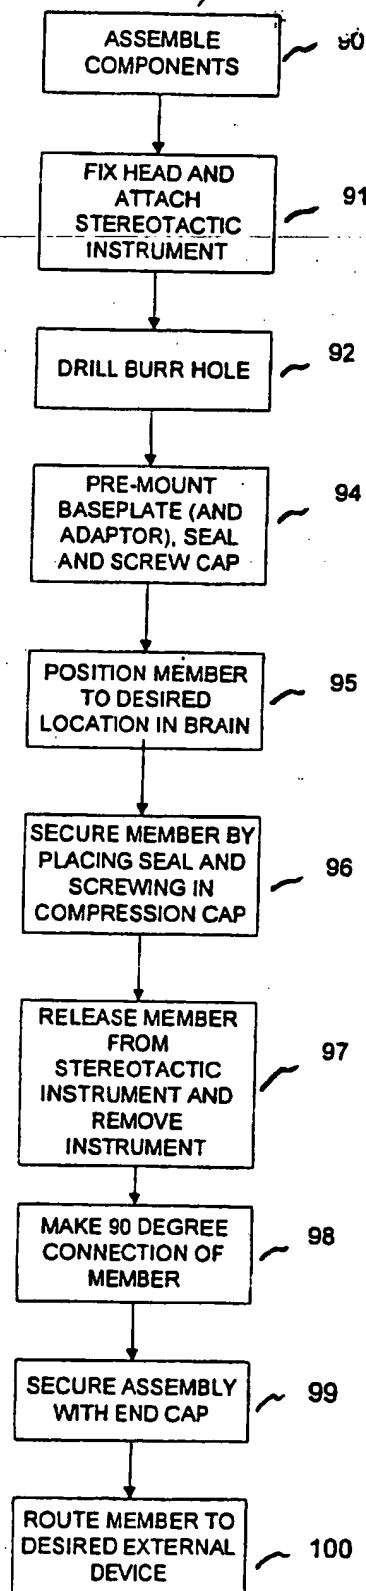 ASSEMBLE
COMPONENTS
90
FIX HEAD AND
ATTACH
STEREOTACTIC
INSTRUMENT
91
DRILL BURR HOLE
92
PRE-MOUNT
BASEPLATE (AND
ADAPTOR), SEAL
AND SCREW CAP
94
POSITION MEMBER
TO DESIRED
LOCATION IN BRAIN
95
SECURE MEMBER BY
PLACING SEAL AND
SCREWING IN
COMPRESSION CAP
96
RELEASE MEMBER
FROM
STEREOTACTIC
INSTRUMENT AND
REMOVE
INSTRUMENT
97
MAKE 90 DEGREE
CONNECTION OF
MEMBER
98
SECURE ASSEMBLY
WITH END CAP
99
ROUTE MEMBER TO
DESIRED EXTERNAL
DEVICE
100